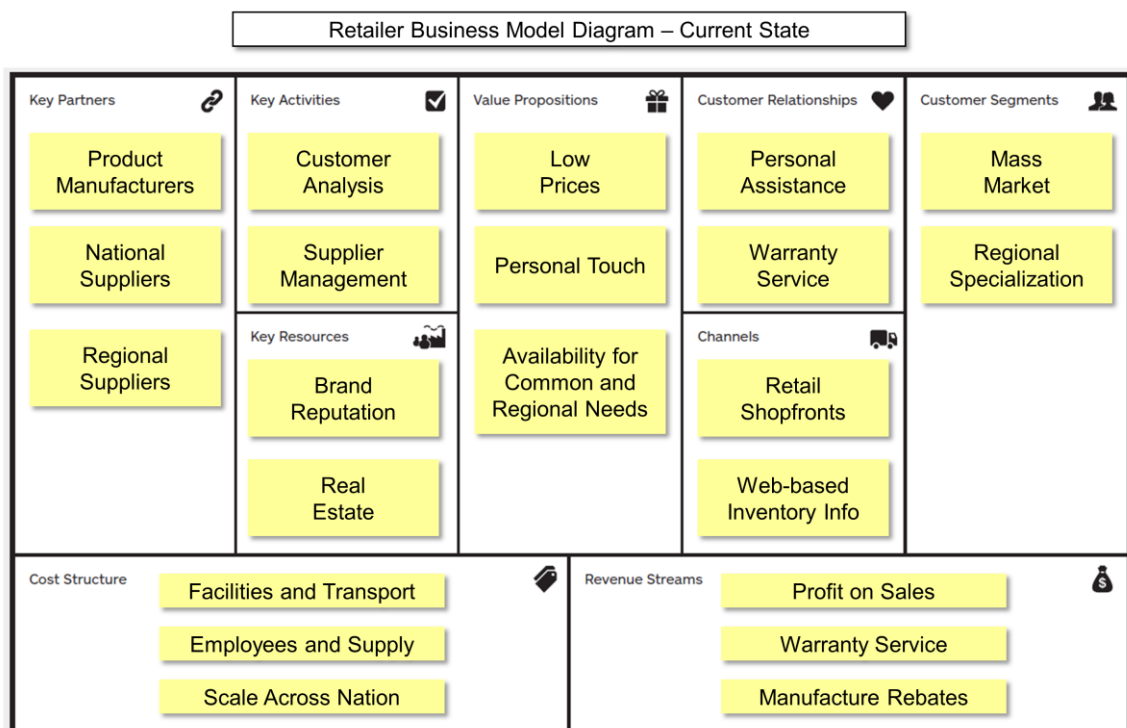 Retailer Business Model Diagram – Current State
Key Partners
Product
Manufacturers
National
Suppliers
Regional
Suppliers
Key Activities
Customer
Analysis
Supplier
Management
Key Resources
Brand
Reputation
Real
Estate
Value Propositions
Low
Prices
Personal Touch
Availability for
Common and
Regional Needs
Customer Relationships
Personal
Assistance
Warranty
Service
Channels
Retail
Shopfronts
Web-based
Inventory Info
Customer Segments
Mass
Market
Regional
Specialization
Cost Structure
Facilities and Transport
Employees and Supply
Scale Across Nation
Revenue Streams
$
Profit on Sales
Warranty Service
Manufacture Rebates